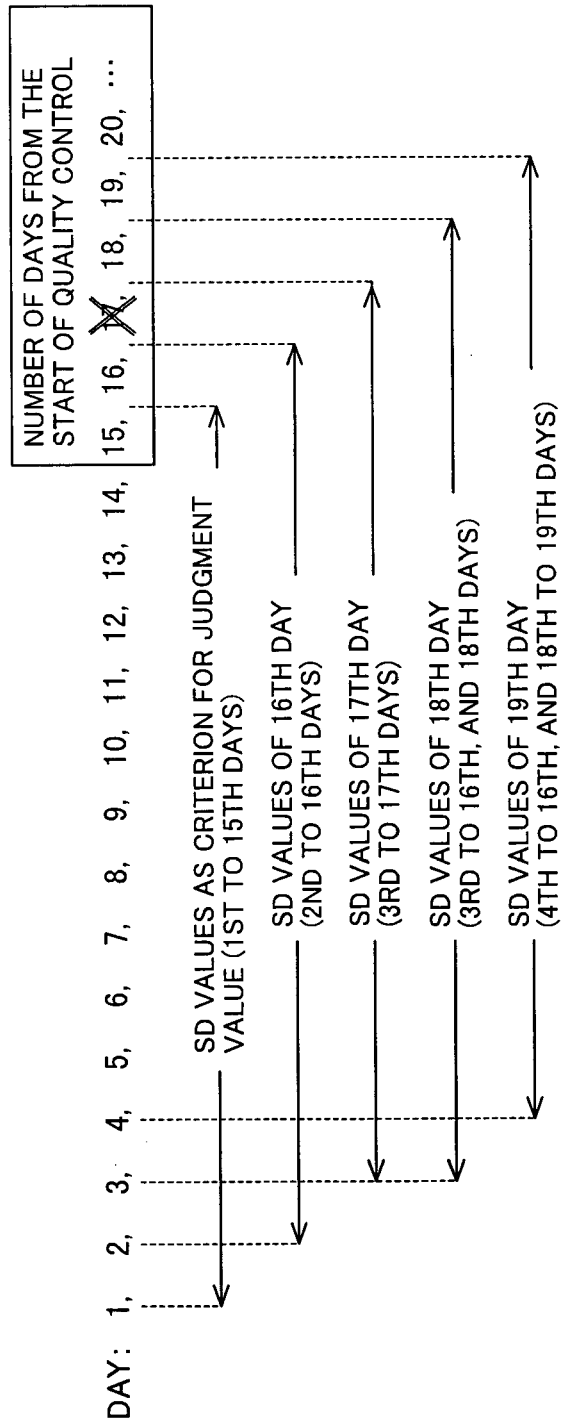 NUMBER OF DAYS FROM THE
START OF QUALITY CONTROL
DAY: 1, 2, 3, 4, 5, 6, 7, 8, 9, 10, 11, 12, 13, 14, 15, 16, 17, 18, 19, 20, ...
SD VALUES AS CRITERION FOR JUDGMENT
VALUE (1ST TO 15TH DAYS)
SD VALUES OF 16TH DAY
(2ND TO 16TH DAYS)
SD VALUES OF 17TH DAY
(3RD TO 17TH DAYS)
SD VALUES OF 18TH DAY
(3RD TO 16TH, AND 18TH DAYS)
SD VALUES OF 19TH DAY
(4TH TO 16TH, AND 18TH TO 19TH DAYS)